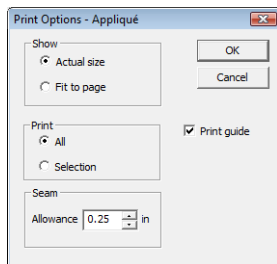 Print Options - Appliqué
Show
Actual size
Fit to page
OK
Cancel
Print
All
Selection
Print guide
Seam
Allowance 0.25 in